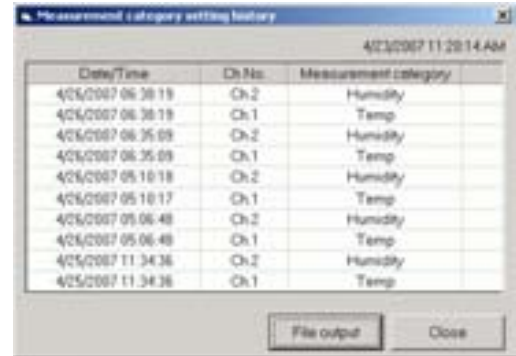 Measurement category setting history
4/23/2007 11:20:14 AM
Date/Time Ch.No. Measurement category
4/26/2007 06:38:19 Ch.2 Humidity
4/26/2007 06:38:19 Ch.1 Temp
4/26/2007 06:35:09 Ch.2 Humidity
4/26/2007 06:35:09 Ch.1 Temp
4/26/2007 05:10:18 Ch.2 Humidity
4/26/2007 05:10:17 Ch.1 Temp
4/26/2007 05:06:48 Ch.2 Humidity
4/26/2007 05:06:48 Ch.1 Temp
4/25/2007 11:34:36 Ch.2 Humidity
4/25/2007 11:34:36 Ch.1 Temp
File output Close